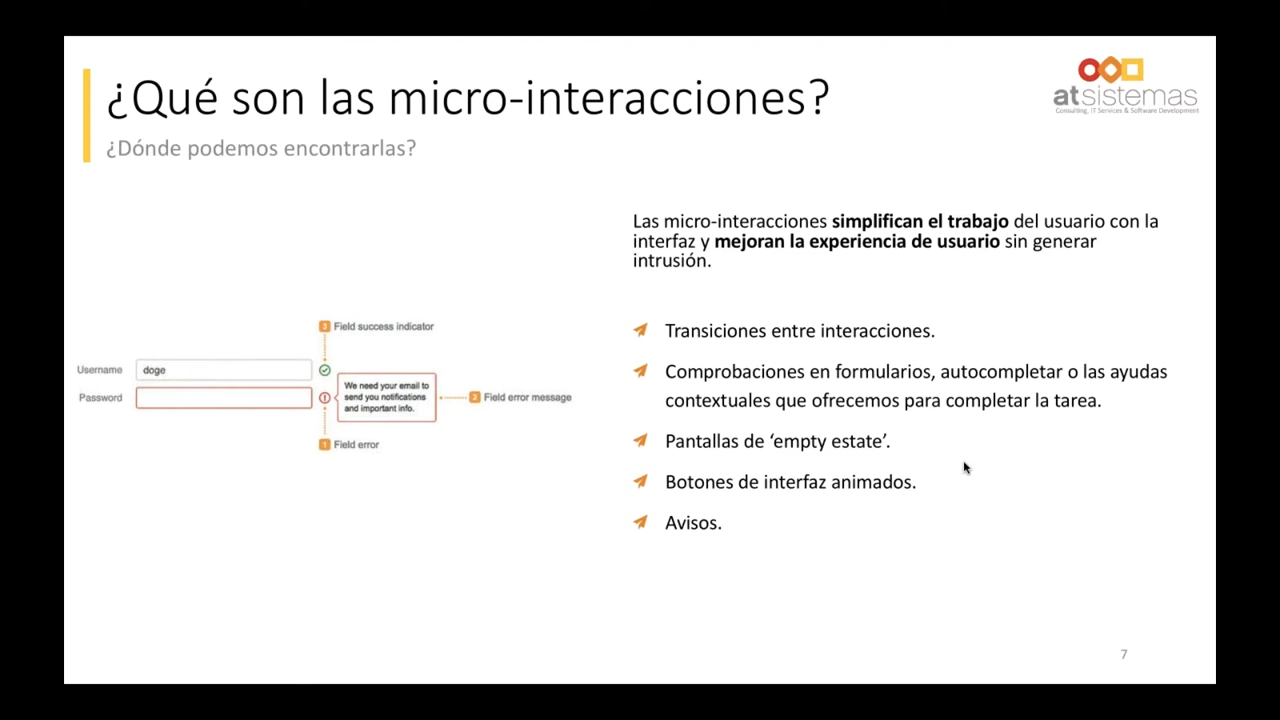 ¿Qué son las micro-interacciones?
¿Dónde podemos encontrarlas?
atsistemas
Consulting, IT Services & Software Development
Las micro-interacciones simplifican el trabajo del usuario con la
interfaz y mejoran la experiencia de usuario sin generar
intrusión.
3 Field success indicator
Username doge
Password
We need your email to
send you notifications
and important info.
2 Field error message
1 Field error
Transiciones entre interacciones.
Comprobaciones en formularios, autocompletar o las ayudas
contextuales que ofrecemos para completar la tarea.
Pantallas de ‘empty estate’.
Botones de interfaz animados.
Avisos.
7